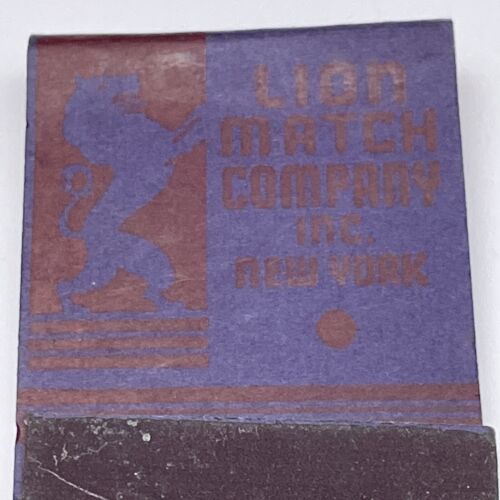 LION
MATCH
COMPANY
INC.
NEW YORK